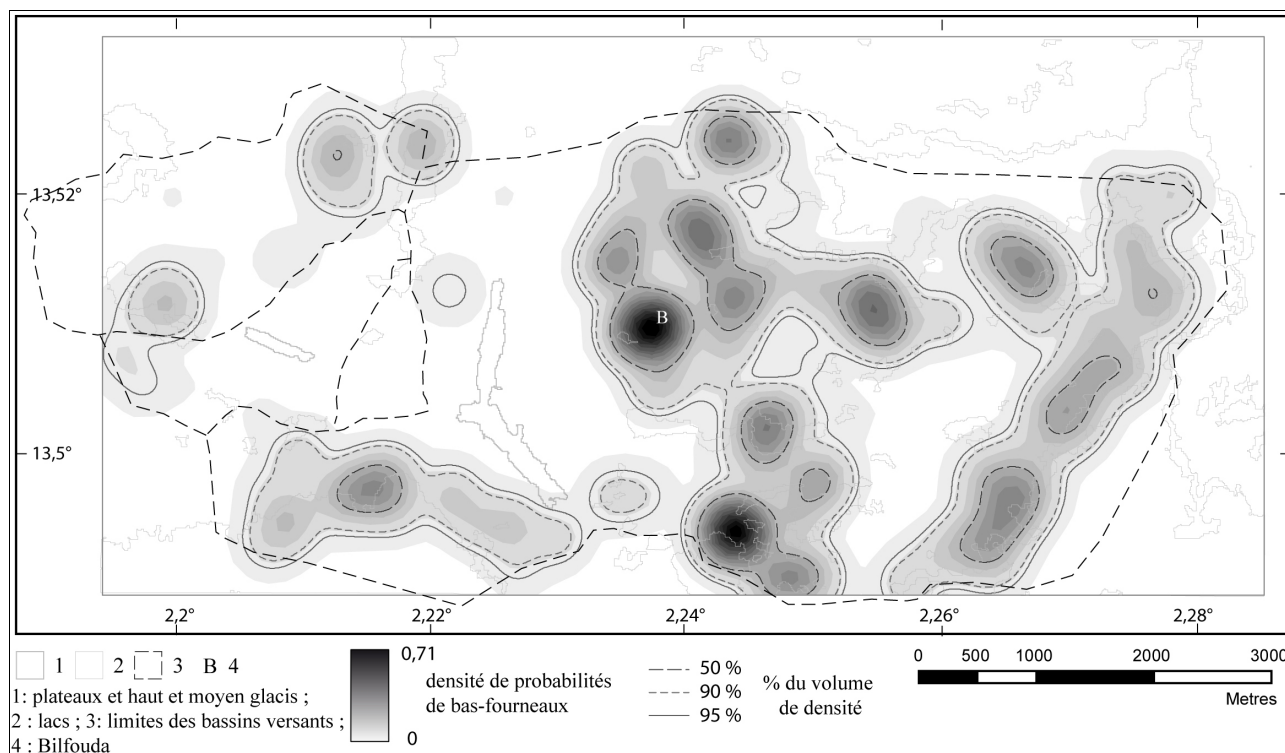 13,52
B
13,5°
2,2° 2,22° 2,24° 2,26° 2,28°
1 2 3 B 4
1: plateaux et haut et moyen glacis ;
2 : lacs ; 3: limites des bassins versants ;
4 : Bilfouda
0,71
0
densité de probabilités
de bas-fourneaux
50 %
90 %
95 %
% du volume
de densité
0 500 1000 2000 3000
Metres